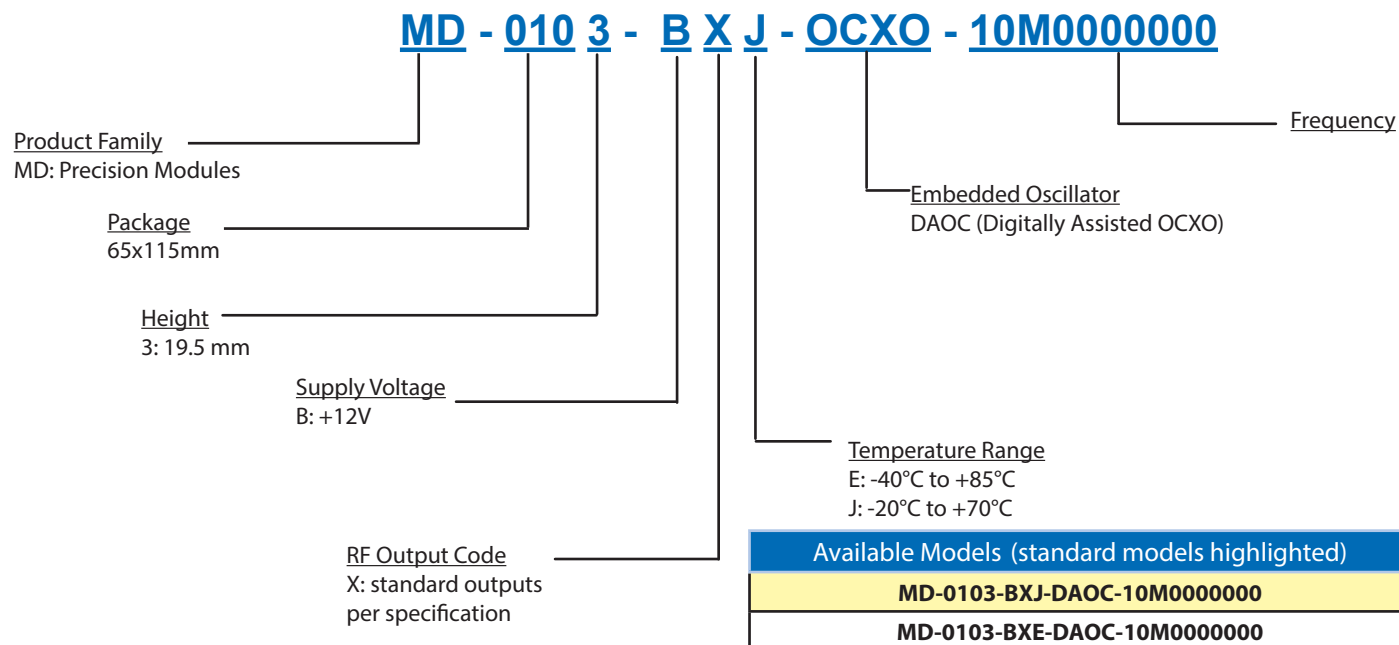 MD - 010 3 - B X J - OCXO - 10M0000000
Product Family
MD: Precision Modules
Package
65x115mm
Height
3: 19.5 mm
Supply Voltage
B: +12V
RF Output Code
X: standard outputs
per specification
Frequency
Embedded Oscillator
DAOC (Digitally Assisted OCXO)
Temperature Range
E: -40°C to +85°C
J: -20°C to +70°C
Available Models (standard models highlighted)
MD-0103-BXJ-DAOC-10M0000000
MD-0103-BXE-DAOC-10M0000000